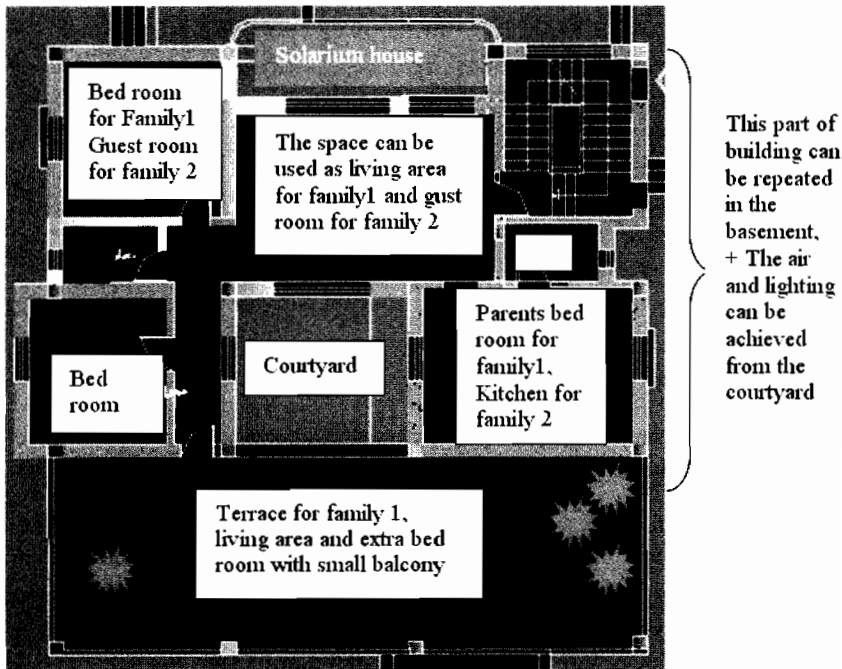 Solarium house
Bed room
for Family1
Guest room
for family 2
The space can be
used as living area
for family1 and gust
room for family 2
This part of
building can
be repeated
in the
basement,
+ The air
and lighting
can be
achieved
from the
courtyard
Parents bed
room for
family1,
Kitchen for
family 2
Courtyard
Bed
room
Terrace for family 1,
living area and extra bed
room with small balcony